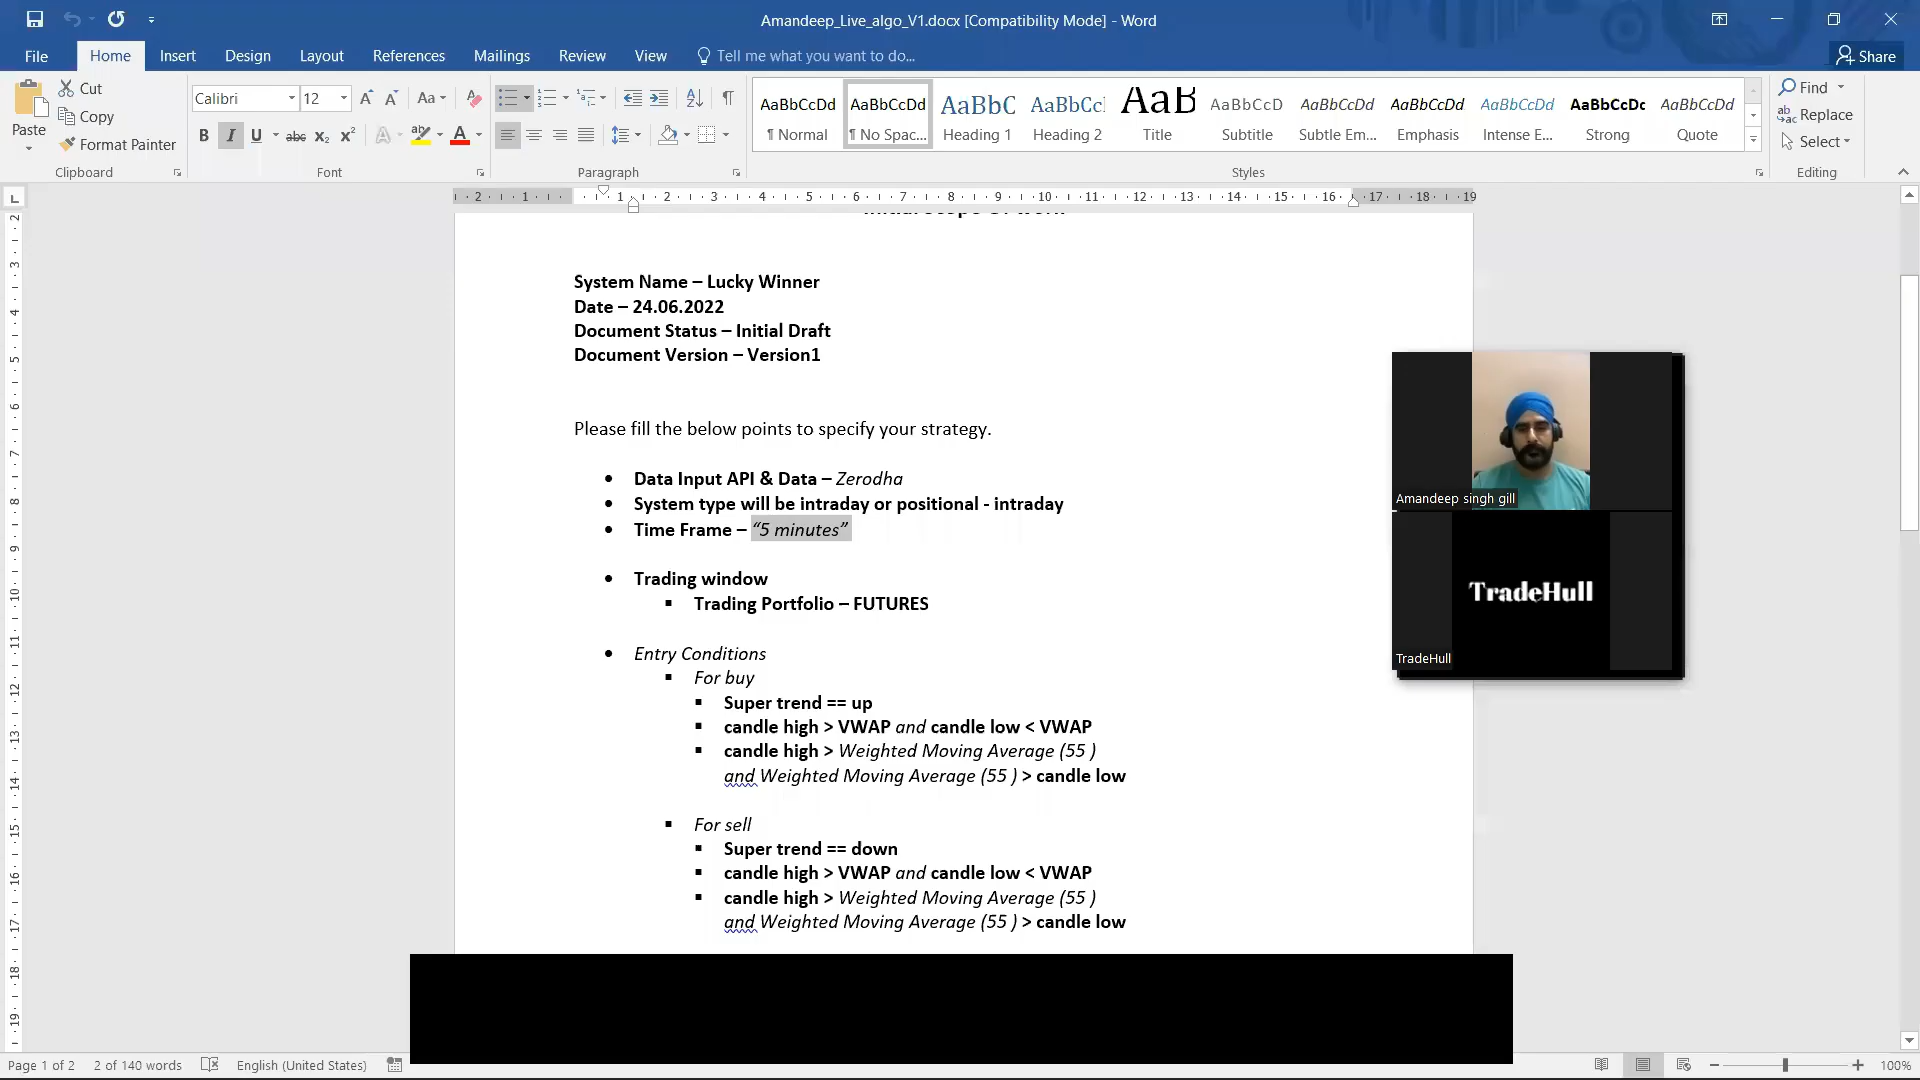 Amandeep_Live_algo_V1.docx [Compatibility Mode] - Word
File
Home
Insert
Design
Layout
References
Mailings
Review
View
Tell me what you want to do...
Share
Paste
Cut
Copy
Format Painter
Clipboard
Calibri
12
Font
Paragraph
AaBbCcDd
¶ Normal
AaBbCcDd
¶ No Spac...
AaBbC
Heading 1
AaBbCc
Heading 2
AaB
Title
AaBbCcD
Subtitle
AaBbCcDd
Subtle Em...
AaBbCcDd
Emphasis
AaBbCcDd
Intense E...
AaBbCcDc
Strong
AaBbCcDd
Quote
Styles
Find
Replace
Select
Editing
System Name – Lucky Winner
Date – 24.06.2022
Document Status – Initial Draft
Document Version – Version1
Please fill the below points to specify your strategy.
• Data Input API & Data – Zerodha
• System type will be intraday or positional - intraday
• Time Frame – “5 minutes”
• Trading window
▪ Trading Portfolio – FUTURES
• Entry Conditions
▪ For buy
▪ Super trend == up
▪ candle high > VWAP and candle low < VWAP
▪ candle high > Weighted Moving Average (55 )
and Weighted Moving Average (55 ) > candle low
▪ For sell
▪ Super trend == down
▪ candle high > VWAP and candle low < VWAP
▪ candle high > Weighted Moving Average (55 )
and Weighted Moving Average (55 ) > candle low
Amandeep singh gill
TradeHull
TradeHull
Page 1 of 2
2 of 140 words
English (United States)
100%